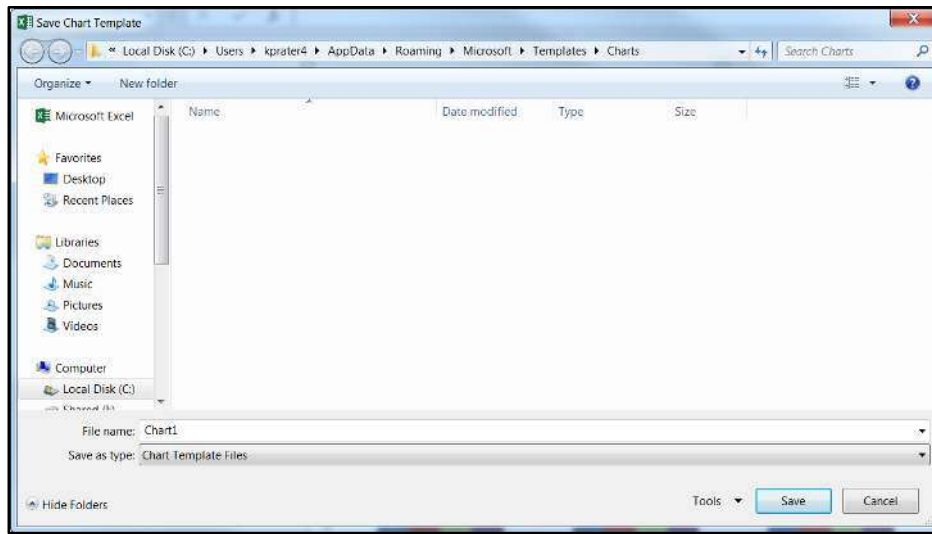 Save Chart Template
« Local Disk (C:) Users kprater4 AppData Roaming Microsoft Templates Charts
Search Charts
Organize New folder
Name Date modified Type Size
Microsoft Excel
Favorites
Desktop
Recent Places
Libraries
Documents
Music
Pictures
Videos
Computer
Local Disk (C:)
File name: Chart1
Save as type: Chart Template Files
Hide Folders
Tools Save Cancel